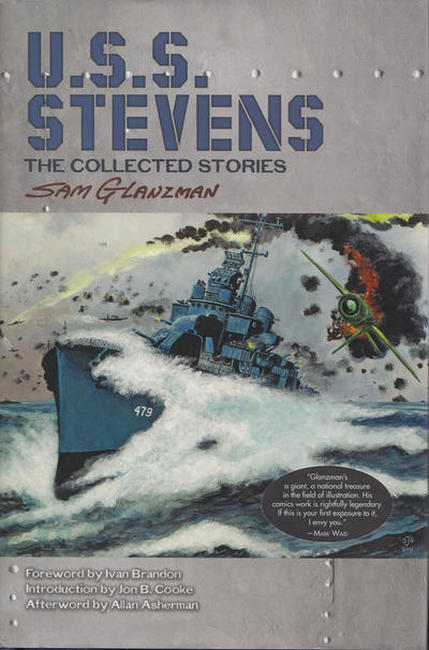 U.S.S.
STEVENS
THE COLLECTED STORIES
SAM GLANZMAN
479
"Glanzman's
a giant, a national treasure
in the field of illustration. His
comics work is rightfully legendary.
If this is your first exposure to it,
I envy you."
—MARK WAID
Foreword by Ivan Brandon
Introduction by Jon B. Cooke
Afterword by Allan Asherman